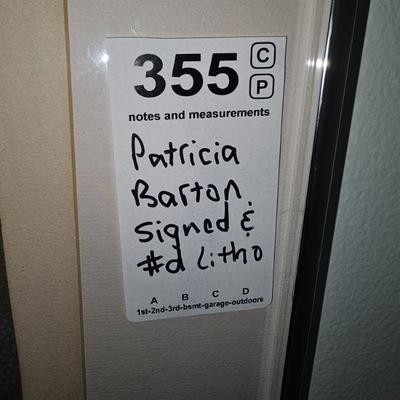 355 C
P
notes and measurements
Patricia
Barton
signed &
#d Litho
A B C D
1st-2nd-3rd-bsmt-garage-outdoors